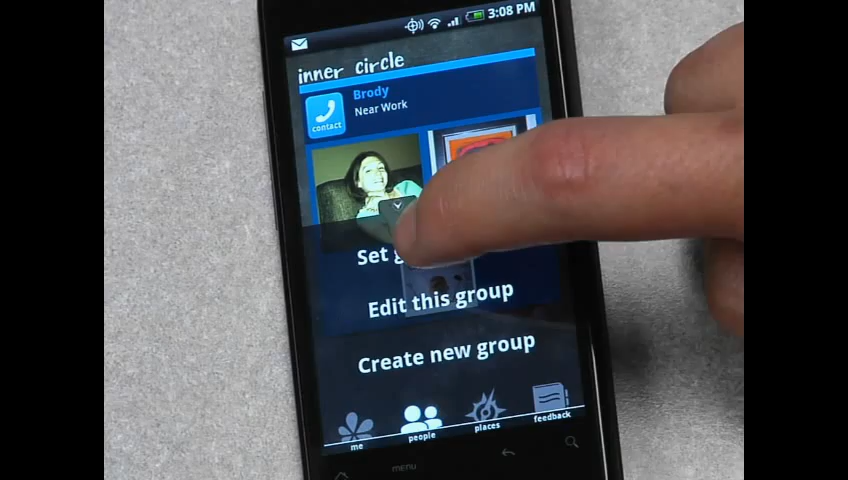 3:08 PM
inner circle
Brody
Near Work
contact
Set
Edit this group
Create new group
me
people
places
feedback
menu